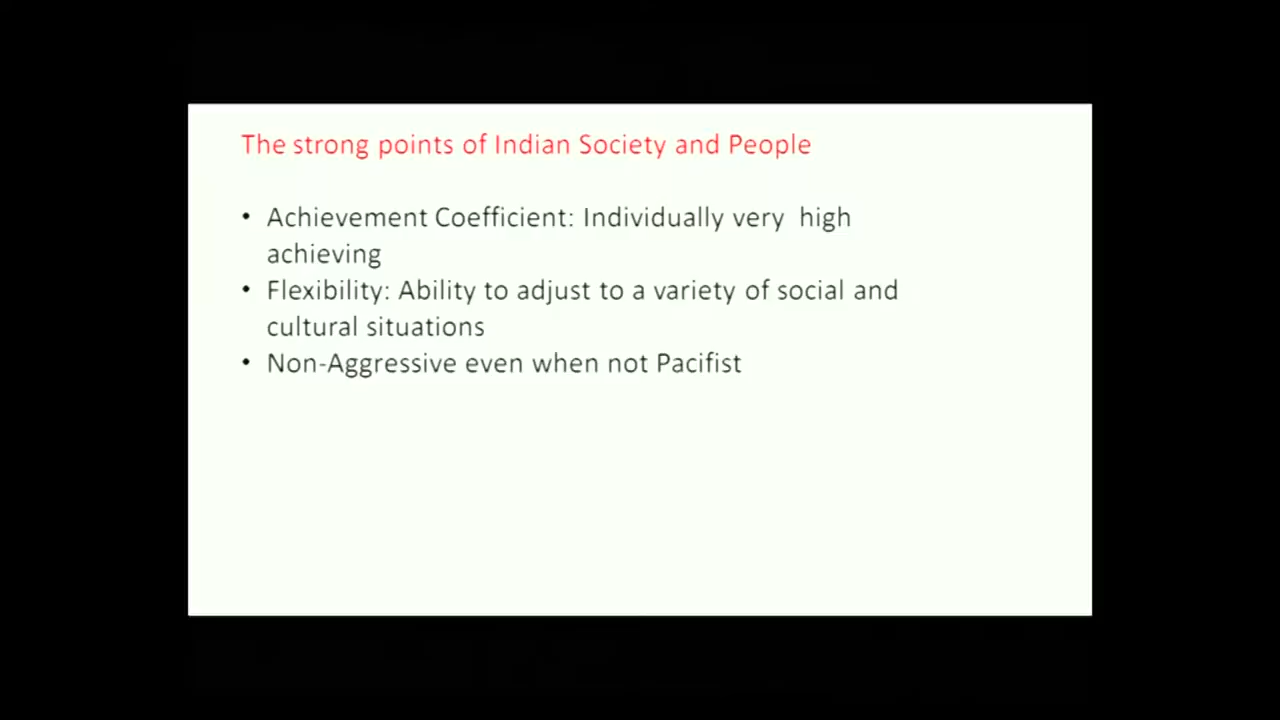 The strong points of Indian Society and People
• Achievement Coefficient: Individually very  high
achieving
• Flexibility: Ability to adjust to a variety of social and
cultural situations
• Non-Aggressive even when not Pacifist